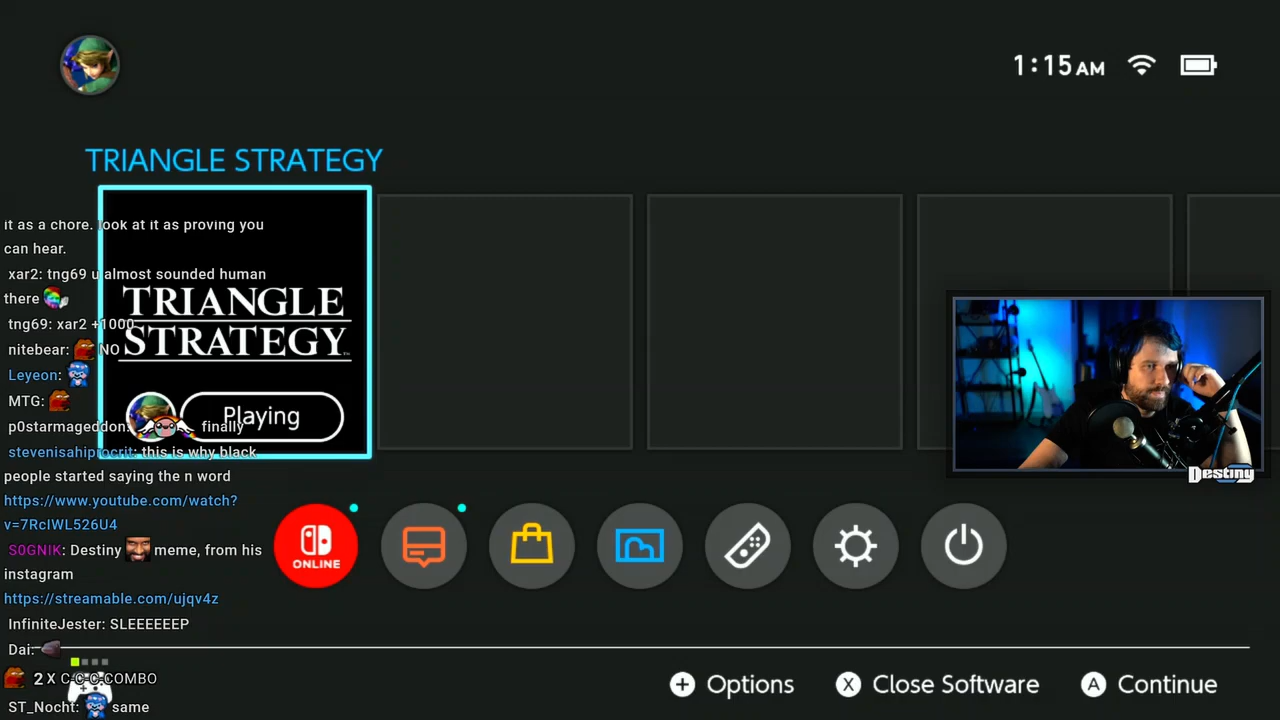 1:15 AM
TRIANGLE STRATEGY
it as a chore. look at it as proving you
can hear.
xar2: tng69 u almost sounded human
there
TRIANGLE
STRATEGY
tng69: xar2 +1000
nitebear: NO
Leyeon:
MTG:
Playing
p0starmageddon: finally
stevenisahiprocrit: this is why black
people started saying the n word
https://www.youtube.com/watch?
v=7RcIWL526U4
S0GNIK: Destiny meme, from his
instagram
https://streamable.com/ujqv4z
InfiniteJester: SLEEEEEEP
Dai:
2 X C-C-C-COMBO
ST_Nocht: same
Destiny
ONLINE
+ Options
X Close Software
A Continue